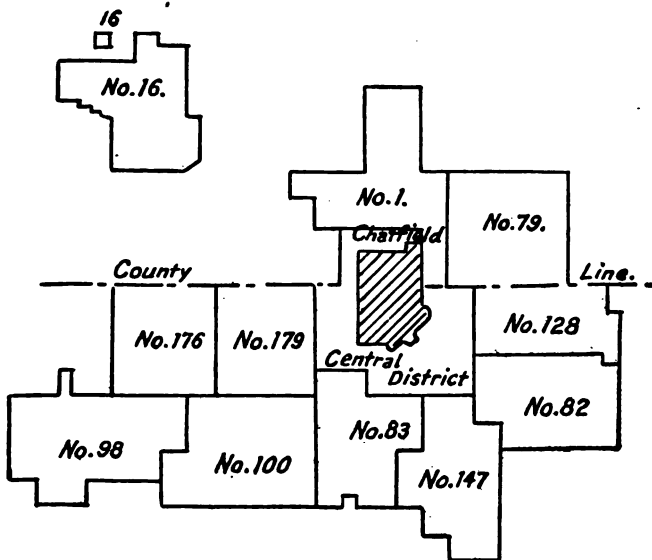 16
No.16.
No.1.
Chatfield
No.79.
County
Line.
No.176
No.179
No.128
Central
District
No.82
No.98
No.100
No.83
No.147